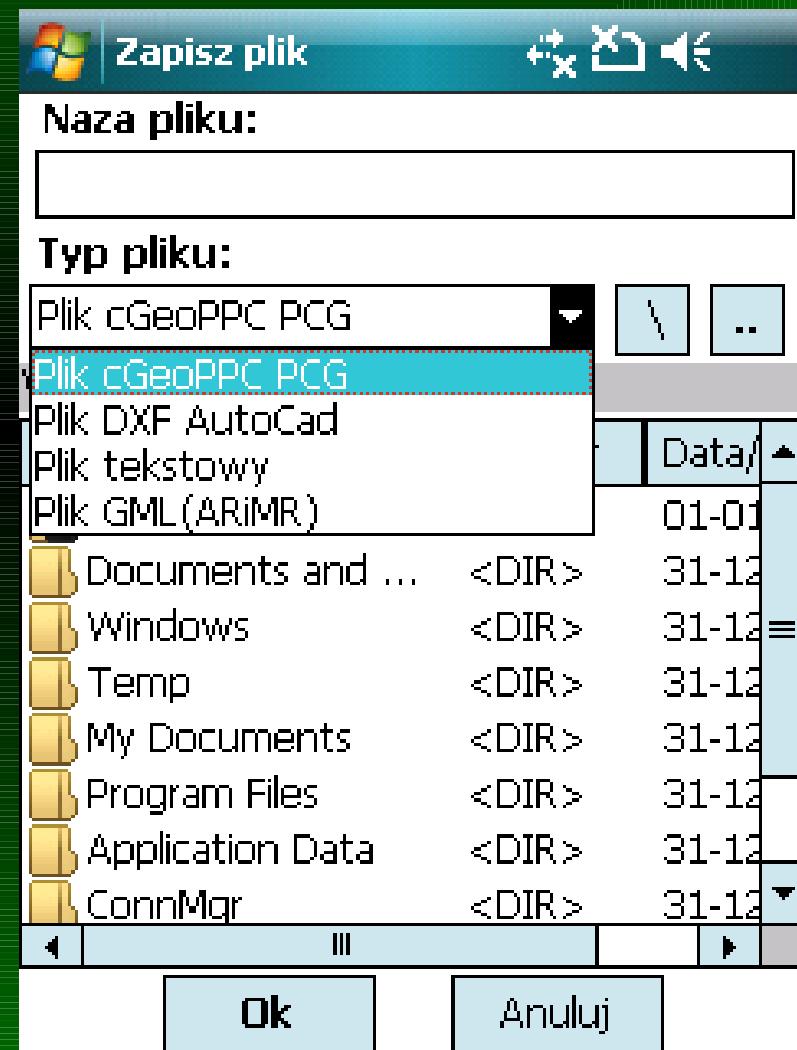 Zapisz plik
Naza pliku:
Typ pliku:
Plik cGeoPPC PCG
\ ..
Plik cGeoPPC PCG
Plik DXF AutoCad
Plik tekstowy
Plik GML(ARiMR)
Data/
01-01
Documents and ... <DIR> 31-12
Windows <DIR> 31-12
Temp <DIR> 31-12
My Documents <DIR> 31-12
Program Files <DIR> 31-12
Application Data <DIR> 31-12
ConnMgr <DIR> 31-12
Ok Anuluj